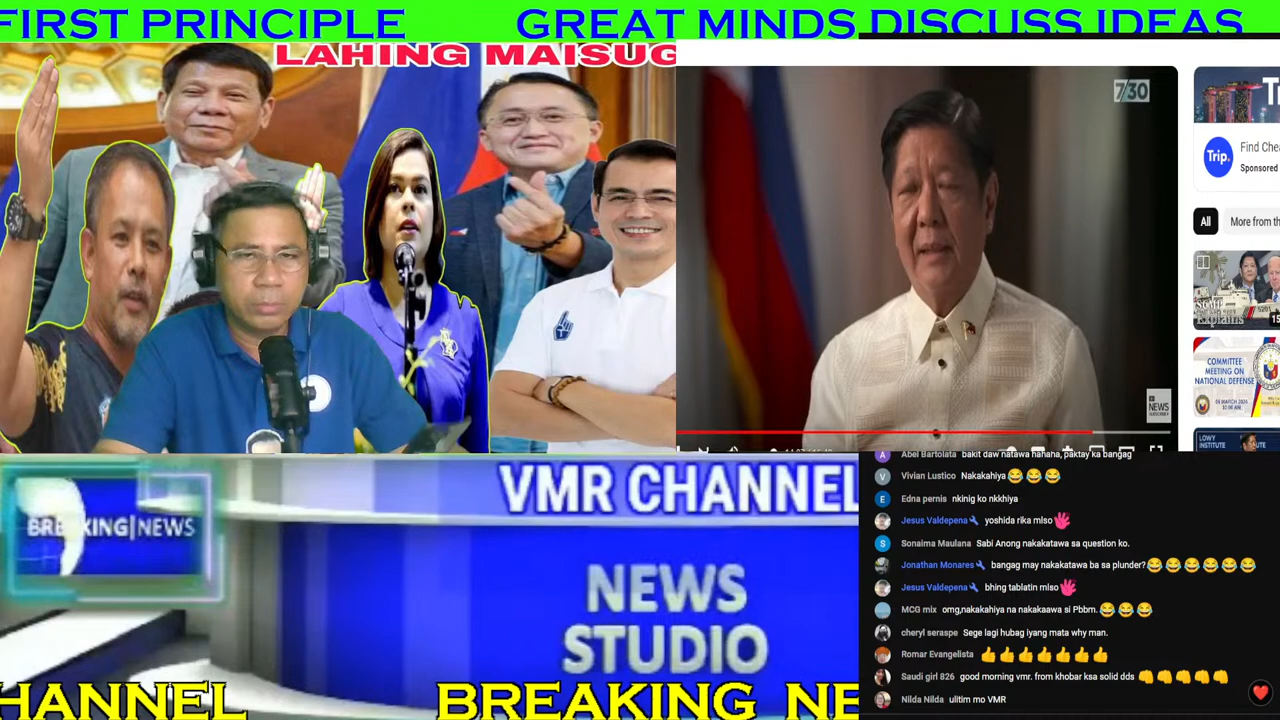 FIRST PRINCIPLE
GREAT MINDS DISCUSS IDEAS
LAHING MAISUG
7/30
NEWS
Trip.
Find Chea
Sponsored
All
More from th
COMMITTEE
MEETING ON
NATIONAL DEFENSE
LOWY
INSTITUTE
VMR CHANNEL
BREAKING|NEWS
NEWS
STUDIO
HANNEL
BREAKING NE
Abel Bartolata bakit daw natawa hahaha, paktay ka bangag
Vivian Lustico Nakakahiya😂😂😂
Edna pernis nkinig ko nkkhiya
Jesus Valdepena yoshida rika mlso
Sonaima Maulana Sabi Anong nakakatawa sa question ko.
Jonathan Monares bangag may nakakatawa ba sa plunder?😂😂😂😂😂😂
Jesus Valdepena bhing tablatin mlso
MCG mix omg,nakakahiya na nakakaawa si Pbbm.😂😂😂
cheryl seraspe Sege lagi hubag iyang mata why man.
Romar Evangelista 👍👍👍👍👍👍👍
Saudi girl 826 good morning vmr. from khobar ksa solid dds 👊👊👊👊👊
Nilda Nilda ulitim mo VMR